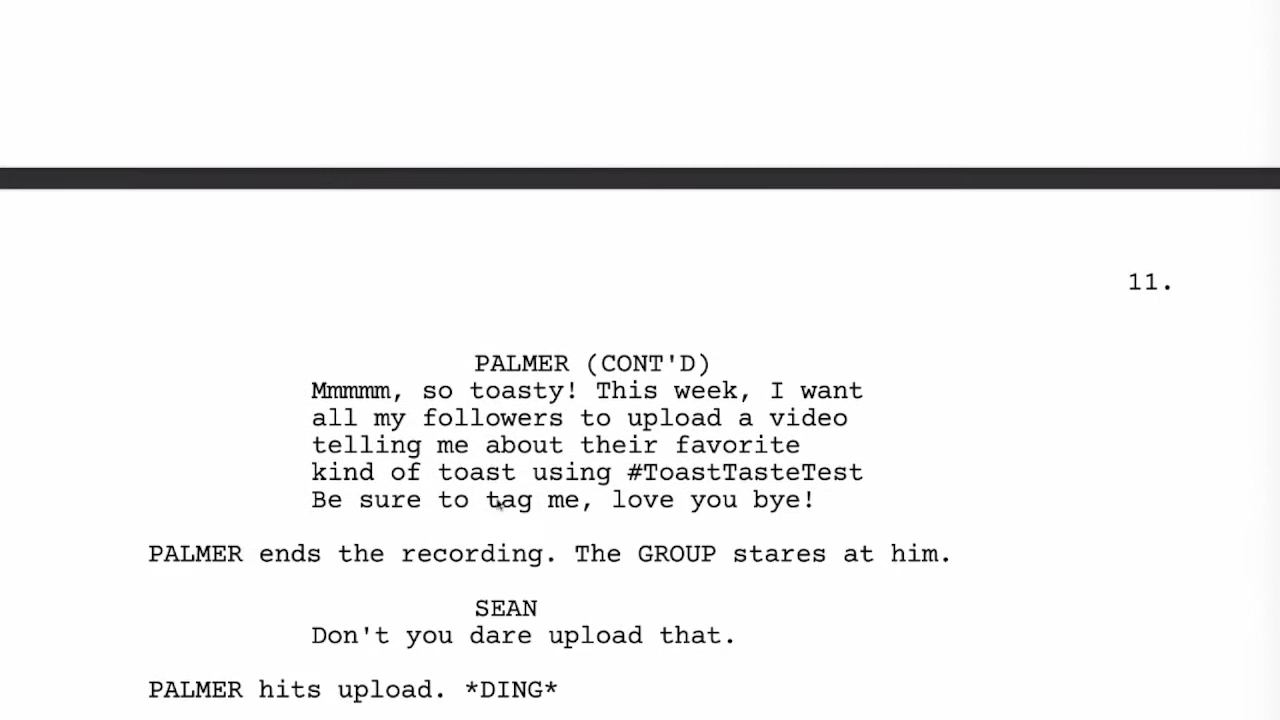 11.
PALMER (CONT'D)
Mmmmm, so toasty! This week, I want
all my followers to upload a video
telling me about their favorite
kind of toast using #ToastTasteTest
Be sure to tag me, love you bye!
PALMER ends the recording. The GROUP stares at him.
SEAN
Don't you dare upload that.
PALMER hits upload. *DING*